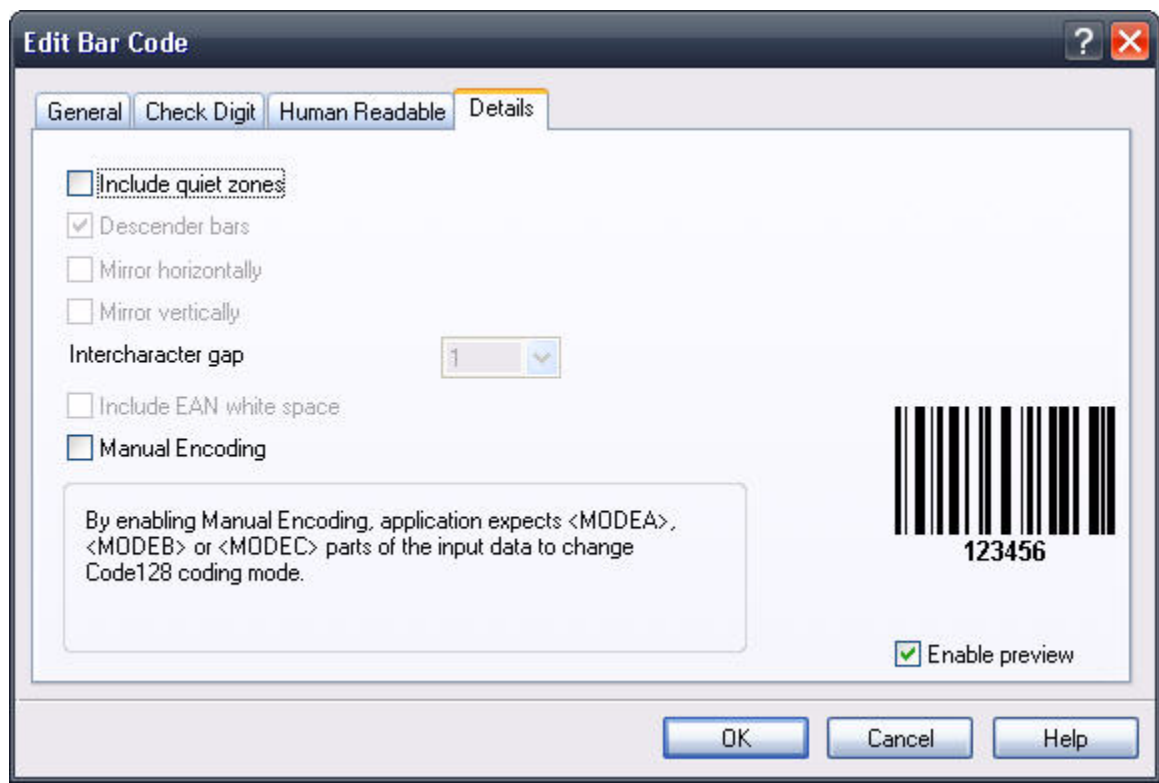 Edit Bar Code
General Check Digit Human Readable Details
Include quiet zones
Descender bars
Mirror horizontally
Mirror vertically
Intercharacter gap 1
Include EAN white space
Manual Encoding
By enabling Manual Encoding, application expects <MODEA>,
<MODEB> or <MODEC> parts of the input data to change
Code128 coding mode.
123456
Enable preview
OK Cancel Help